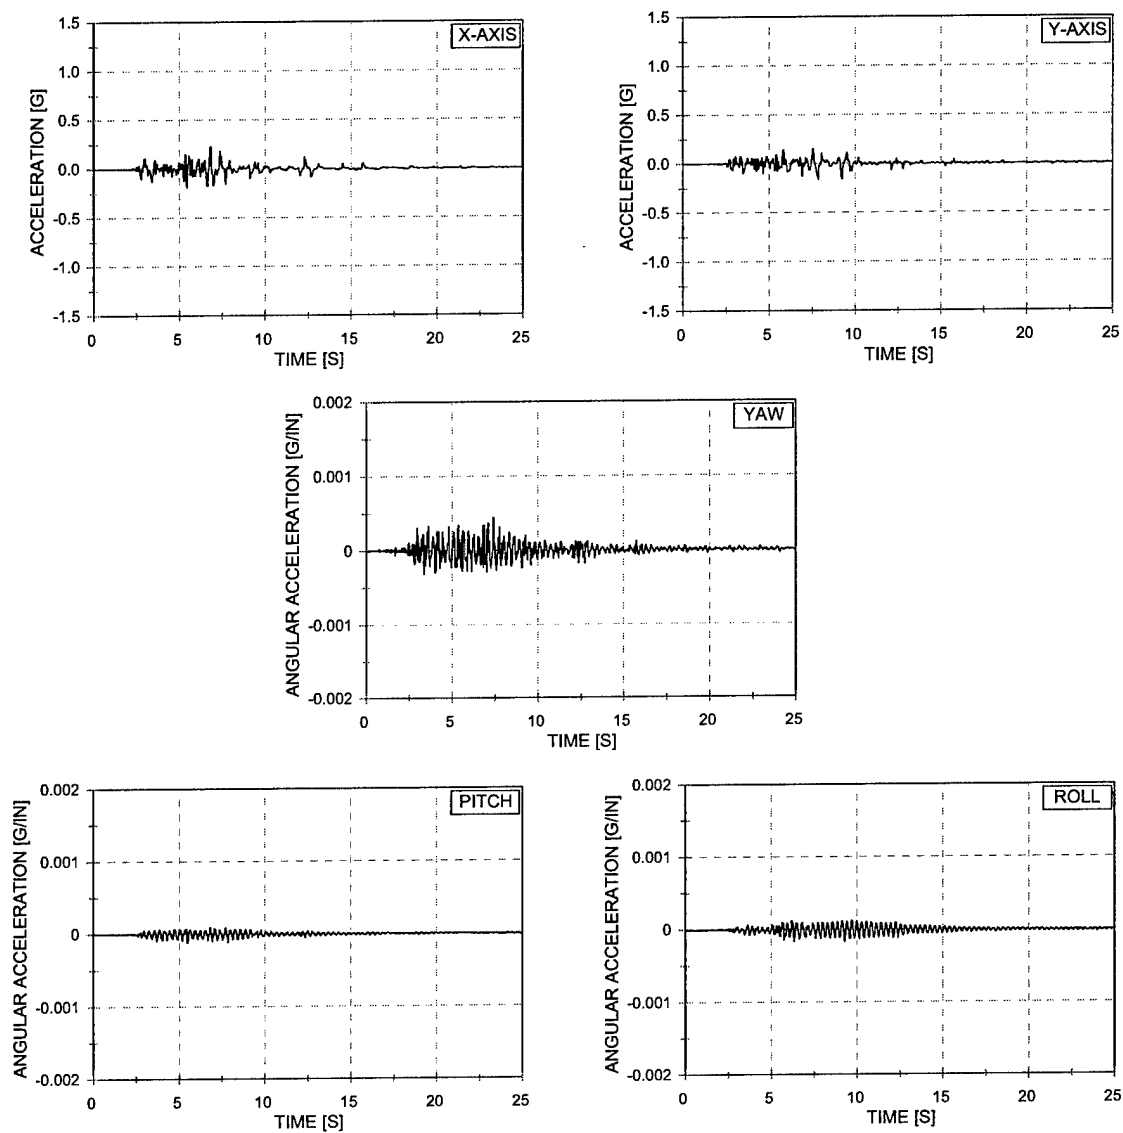 X-AXIS
ACCELERATION [G]
1.5
1.0
0.5
0.0
-0.5
-1.0
-1.5
0 5 10 15 20 25
TIME [S]
Y-AXIS
ACCELERATION [G]
1.5
1.0
0.5
0.0
-0.5
-1.0
-1.5
0 5 10 15 20 25
TIME [S]
YAW
ANGULAR ACCELERATION [G/IN]
0.002
0.001
0
-0.001
-0.002
0 5 10 15 20 25
TIME [S]
PITCH
ANGULAR ACCELERATION [G/IN]
0.002
0.001
0
-0.001
-0.002
0 5 10 15 20 25
TIME [S]
ROLL
ANGULAR ACCELERATION [G/IN]
0.002
0.001
0
-0.001
-0.002
0 5 10 15 20 25
TIME [S]